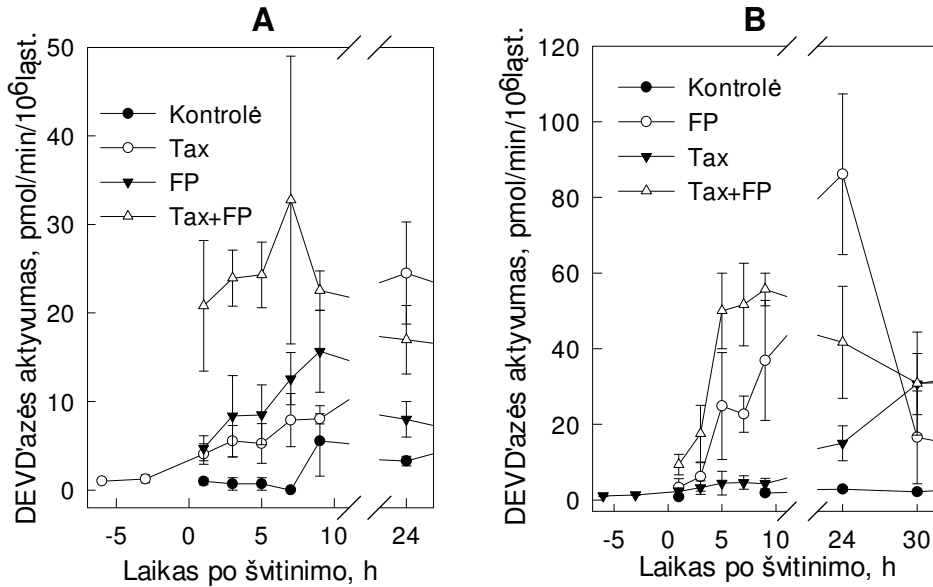 A
DEVD'azės aktyvumas, pmol/min/10⁶ląst.
50
40
30
20
10
0
Kontrolė
Tax
FP
Tax+FP
-5 0 5 10 24
Laikas po švitinimo, h
B
DEVD'azės aktyvumas, pmol/min/10⁶ląst.
120
100
80
60
40
20
0
Kontrolė
FP
Tax
Tax+FP
-5 0 5 10 24 30
Laikas po švitinimo, h